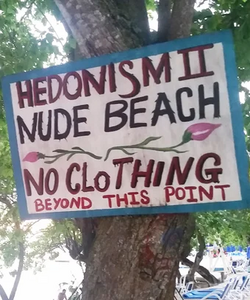 HEDONISM II
NUDE BEACH
NO CLoTHING
BEYOND THIS POINT